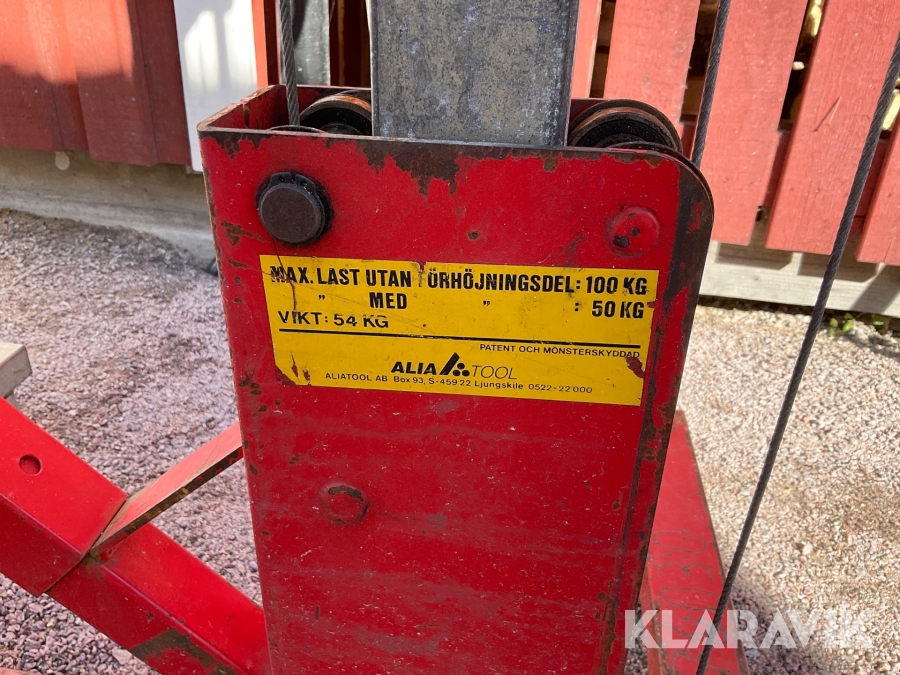 MAX. LAST UTAN FÖRHÖJNINGSDEL: 100 KG
" MED " : 50 KG
VIKT: 54 KG
PATENT OCH MÖNSTERSKYDDAD
ALIA TOOL
ALIATOOL AB Box 93, S-459 22 Ljungskile 0522-22 000
KLARAVIK